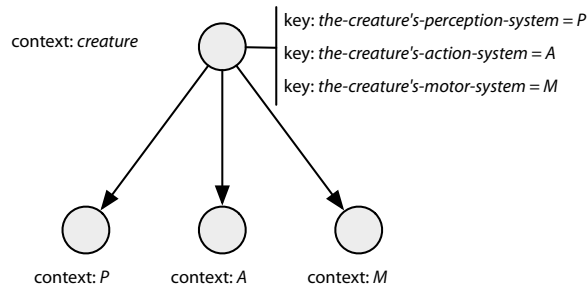 context: creature
key: the-creature's-perception-system = P
key: the-creature's-action-system = A
key: the-creature's-motor-system = M
context: P
context: A
context: M